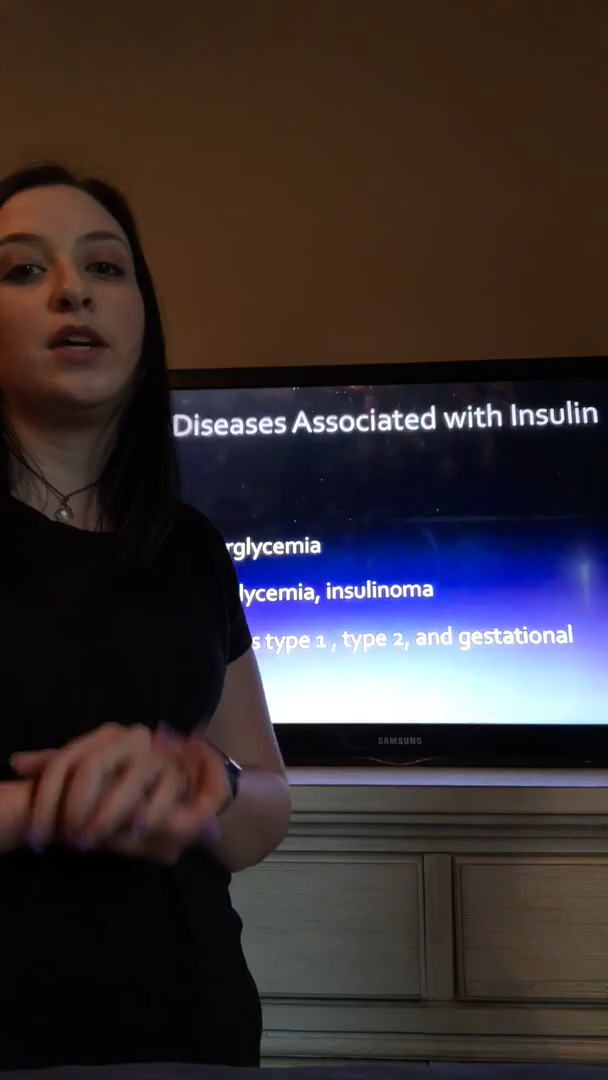 Diseases Associated with Insulin
rglycemia
lycemia, insulinoma
s type 1 , type 2, and gestational
SAMSUNG